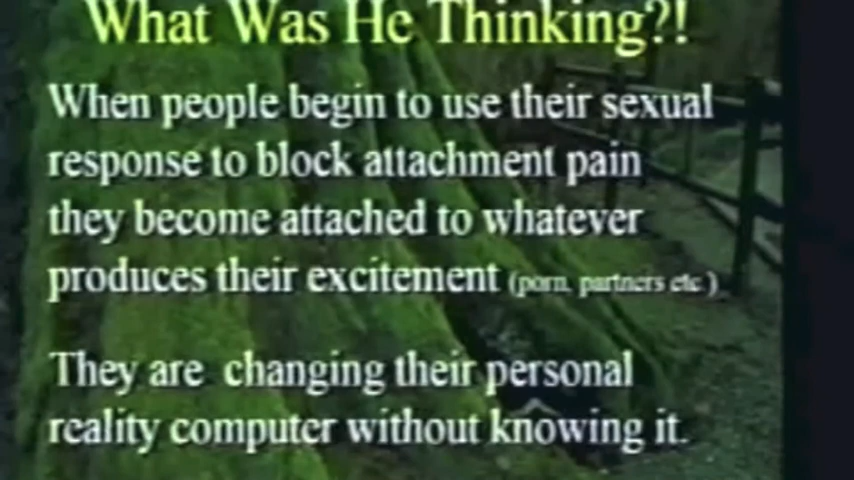 What Was He Thinking?!
When people begin to use their sexual
response to block attachment pain
they become attached to whatever
produces their excitement (porn, partners etc.)
They are changing their personal
reality computer without knowing it.